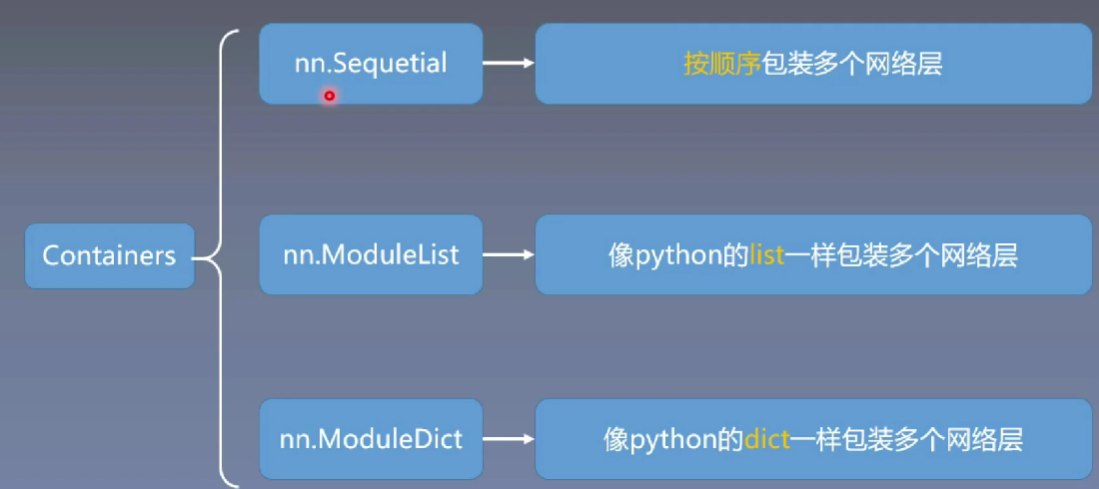 nn.Sequetial
按顺序包装多个网络层
Containers
nn.ModuleList
像python的list一样包装多个网络层
nn.ModuleDict
像python的dict一样包装多个网络层